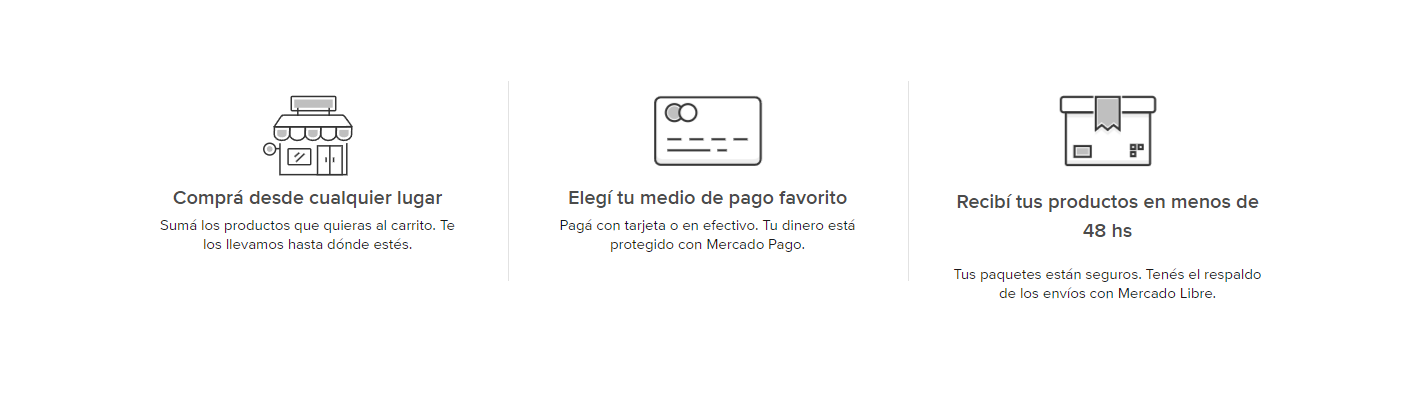 Comprá desde cualquier lugar
Sumá los productos que quieras al carrito. Te
los llevamos hasta dónde estés.
Elegí tu medio de pago favorito
Pagá con tarjeta o en efectivo. Tu dinero está
protegido con Mercado Pago.
Recibí tus productos en menos de
48 hs
Tus paquetes están seguros. Tenés el respaldo
de los envíos con Mercado Libre.